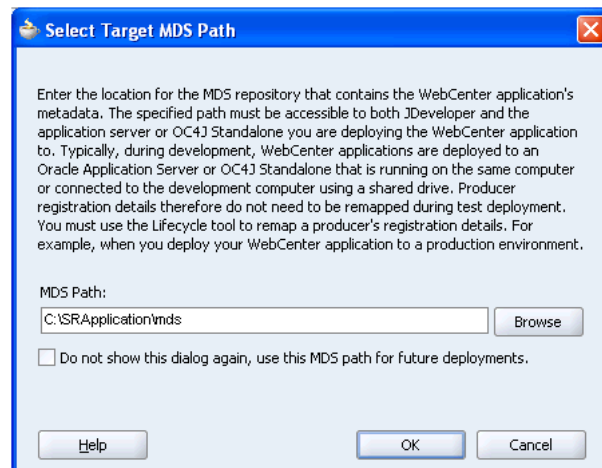 Select Target MDS Path
Enter the location for the MDS repository that contains the WebCenter application's
metadata. The specified path must be accessible to both JDeveloper and the
application server or OC4J Standalone you are deploying the WebCenter application
to. Typically, during development, WebCenter applications are deployed to an
Oracle Application Server or OC4J Standalone that is running on the same computer
or connected to the development computer using a shared drive. Producer
registration details therefore do not need to be remapped during test deployment.
You must use the Lifecycle tool to remap a producer's registration details. For
example, when you deploy your WebCenter application to a production environment.
MDS Path:
C:\SRApplication\mds
Browse
Do not show this dialog again, use this MDS path for future deployments.
Help
OK
Cancel